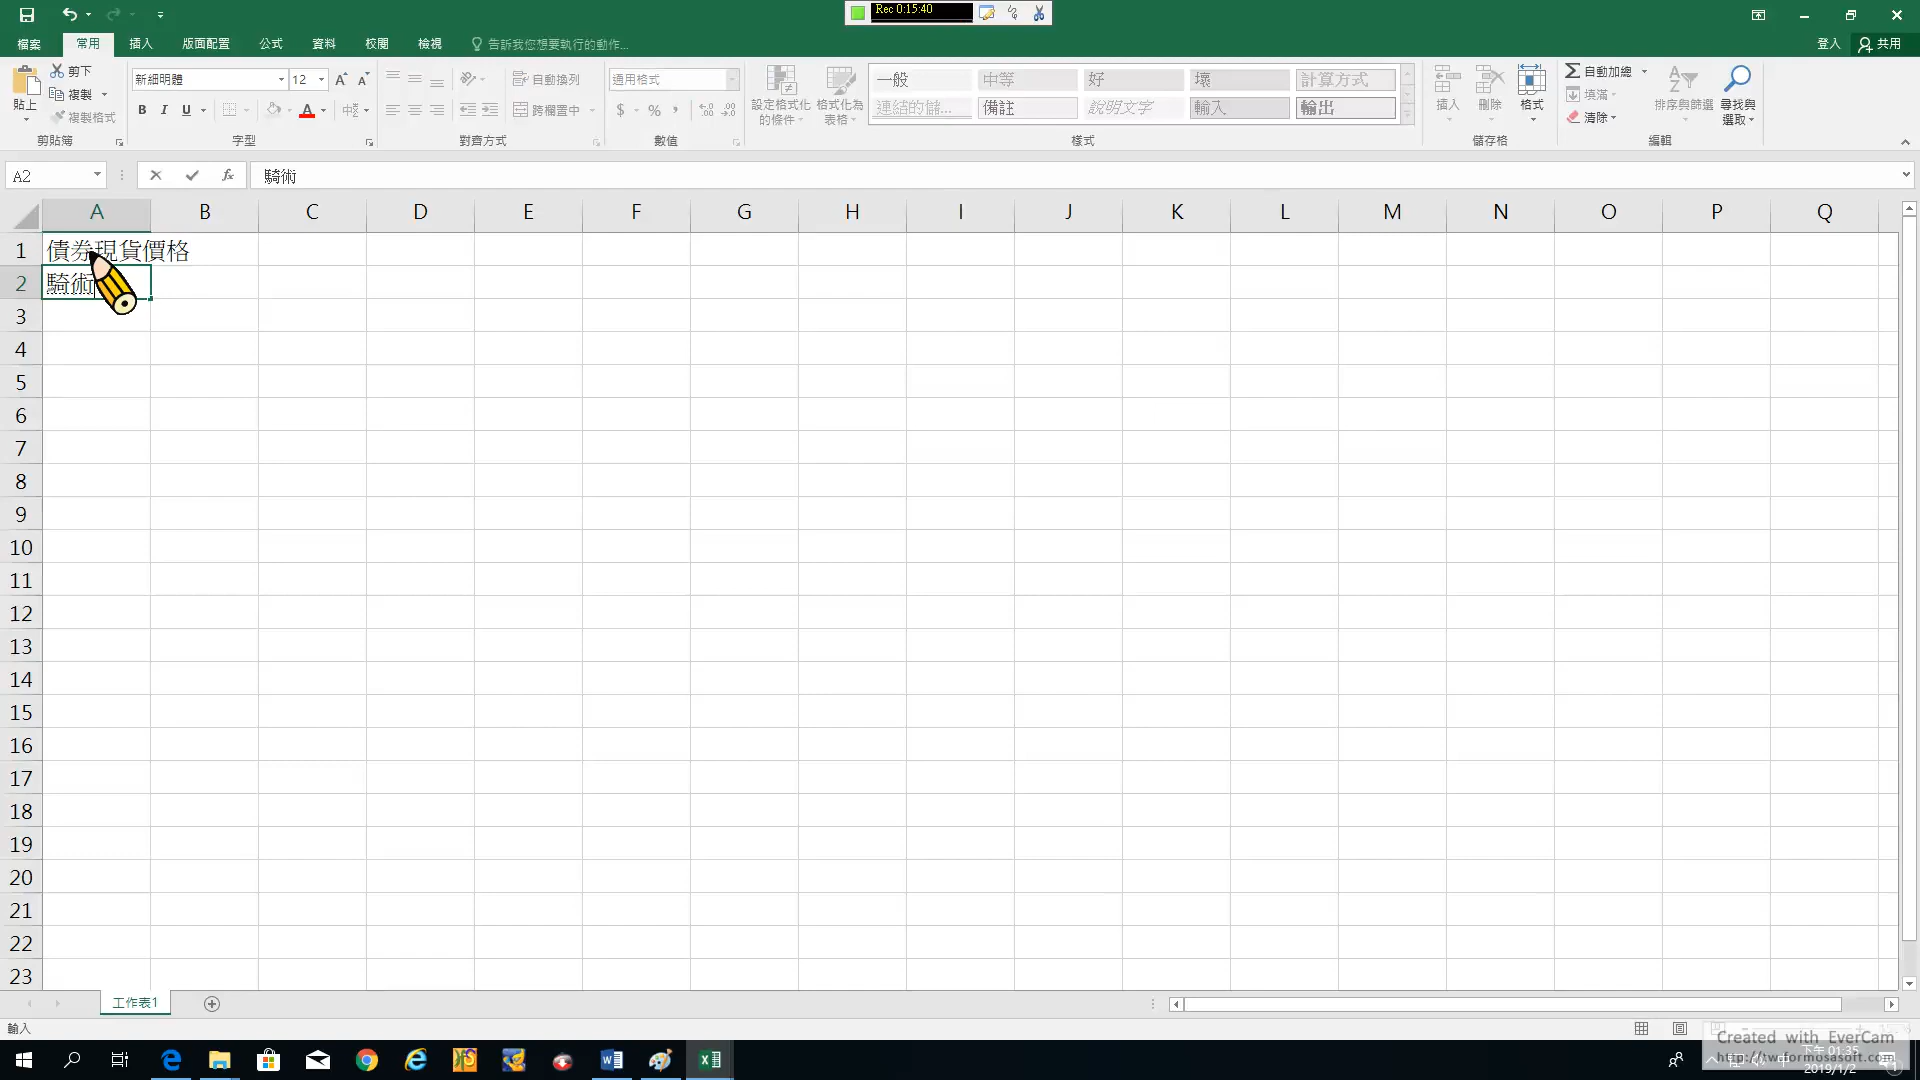 Rec 0:15:40
檔案 常用 插入 版面配置 公式 資料 校閱 檢視 告訴我您想要執行的動作... 登入 共用
貼上 剪下 複製 複製格式 剪貼簿
新細明體 12 B I U 字型
自動換列 跨欄置中 對齊方式
通用格式 $ % 數值
設定格式化的條件 格式化為表格
一般 中等 好 壞 計算方式
連結的儲... 備註 說明文字 輸入 輸出
樣式
插入 刪除 格式 儲存格
自動加總 填滿 清除 排序與篩選 尋找與選取 編輯
A2 fx 騎術
A B C D E F G H I J K L M N O P Q
1 債券現貨價格
2 騎術
3
4
5
6
7
8
9
10
11
12
13
14
15
16
17
18
19
20
21
22
23
工作表1
輸入
Created with EverCam
http://tw.formosasoft.com
下午 01:35
2019/1/2